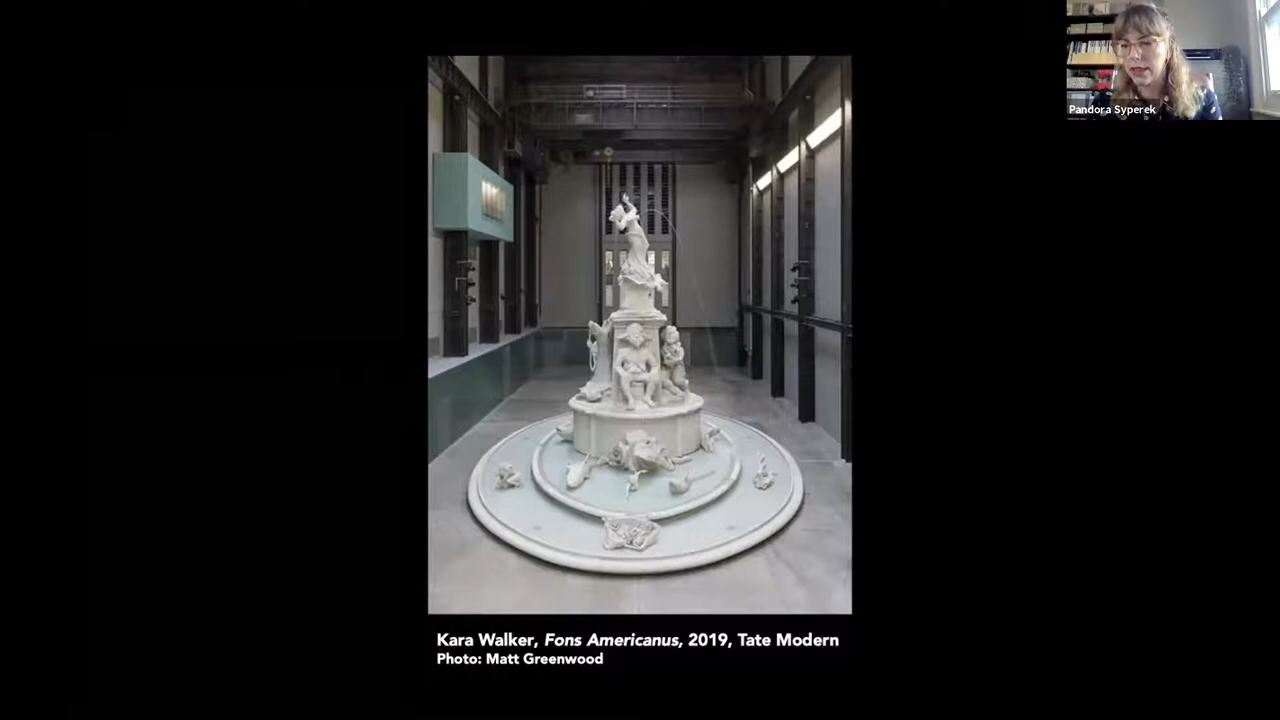 Pandora Syperek
Kara Walker, Fons Americanus, 2019, Tate Modern
Photo: Matt Greenwood